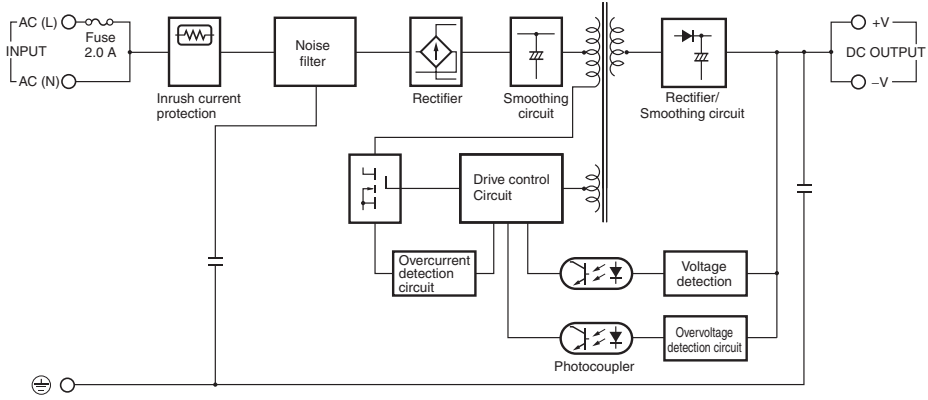 AC (L)
Fuse
2.0 A
INPUT
AC (N)
Inrush current
protection
Noise
filter
Rectifier
Smoothing
circuit
Rectifier/
Smoothing circuit
+V
DC OUTPUT
–V
Drive control
Circuit
Overcurrent
detection
circuit
Voltage
detection
Overvoltage
detection circuit
Photocoupler